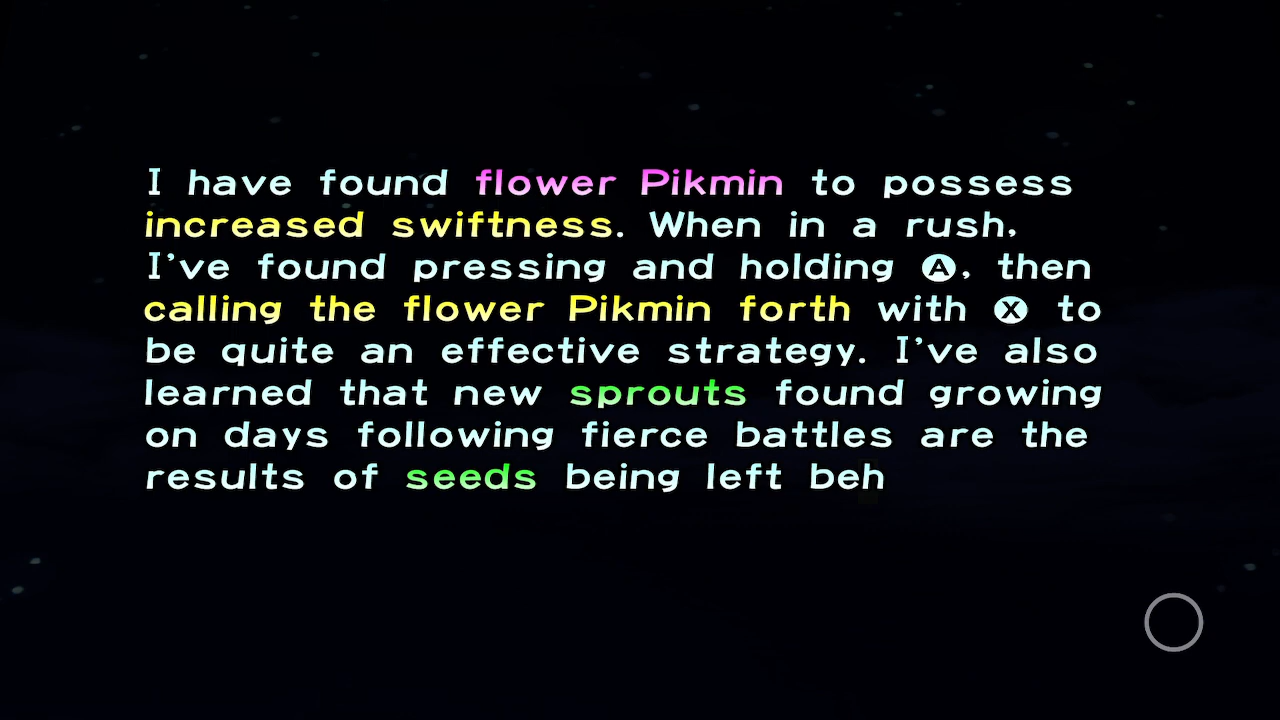 I have found flower Pikmin to possess
increased swiftness. When in a rush,
I've found pressing and holding A, then
calling the flower Pikmin forth with X to
be quite an effective strategy. I've also
learned that new sprouts found growing
on days following fierce battles are the
results of seeds being left beh